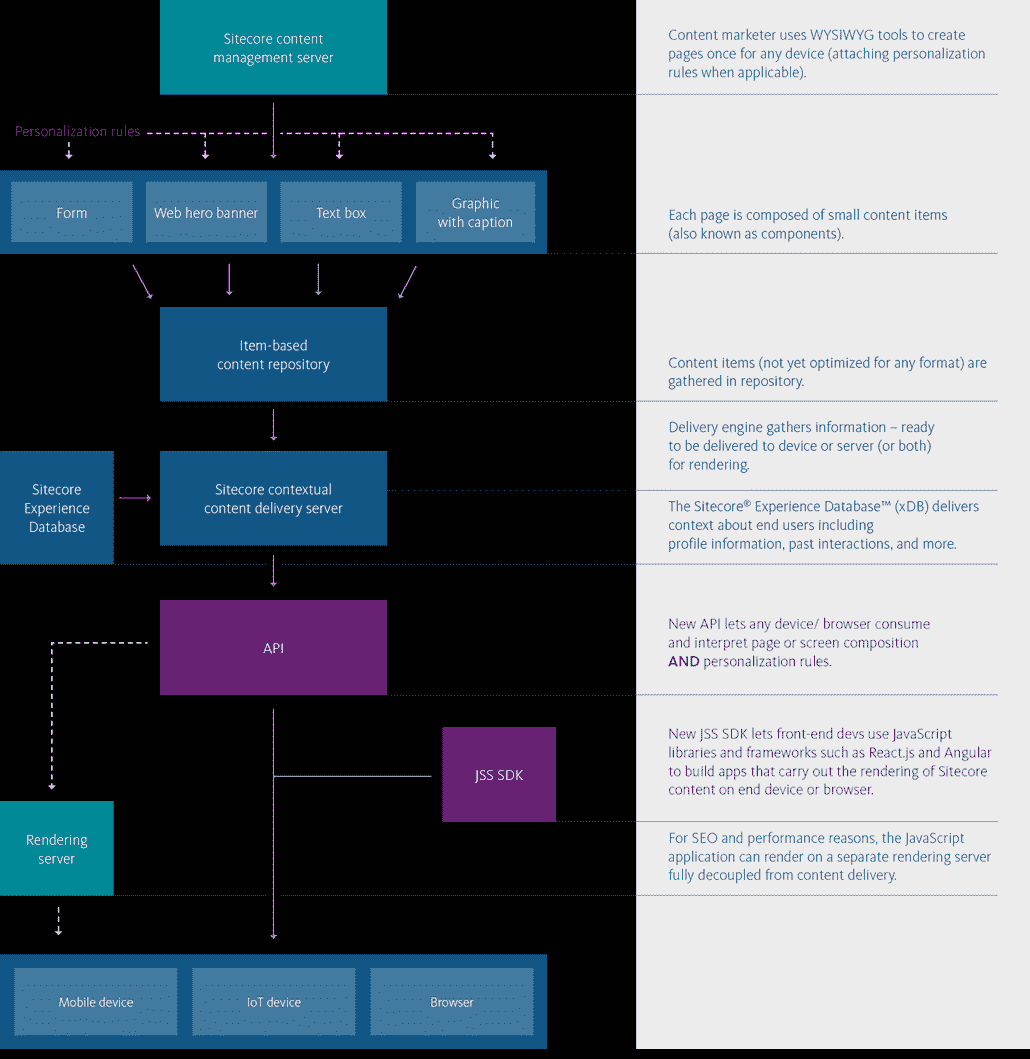 Sitecore content
management server
Content marketer uses WYSIWYG tools to create
pages once for any device (attaching personalization
rules when applicable).
Personalization rules
Form
Web hero banner
Text box
Graphic
with caption
Each page is composed of small content items
(also known as components).
Item-based
content repository
Content items (not yet optimized for any format) are
gathered in repository.
Delivery engine gathers information – ready
to be delivered to device or server (or both)
for rendering.
Sitecore
Experience
Database
Sitecore contextual
content delivery server
The Sitecore® Experience Database™ (xDB) delivers
context about end users including
profile information, past interactions, and more.
API
New API lets any device/ browser consume
and interpret page or screen composition
AND personalization rules.
JSS SDK
New JSS SDK lets front-end devs use JavaScript
libraries and frameworks such as React.js and Angular
to build apps that carry out the rendering of Sitecore
content on end device or browser.
Rendering
server
For SEO and performance reasons, the JavaScript
application can render on a separate rendering server
fully decoupled from content delivery.
Mobile device
IoT device
Browser